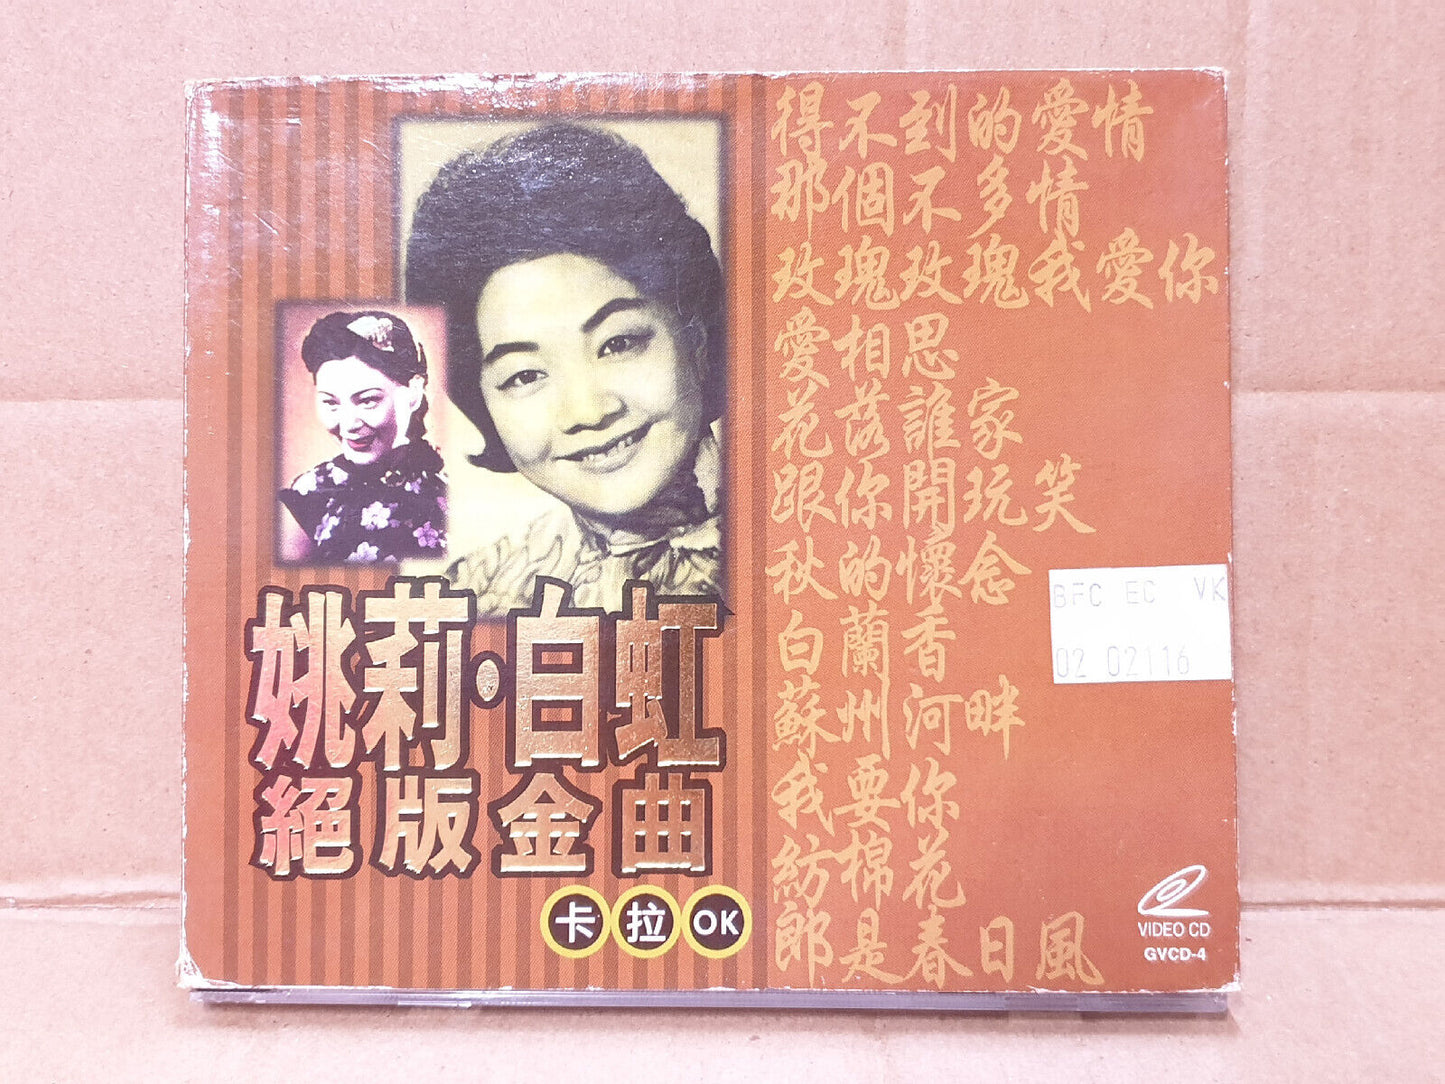 姚莉·白虹
絕版金曲
卡拉OK
得不到的愛情
那個不多情
玫瑰玫瑰我愛你
愛相思
花落誰家
跟你開玩笑
秋的懷念
白蘭香
蘇州河畔
我要你
紡棉花
郎是春日風
BFC EC VK
02 02116
VIDEO CD
GVCD-4